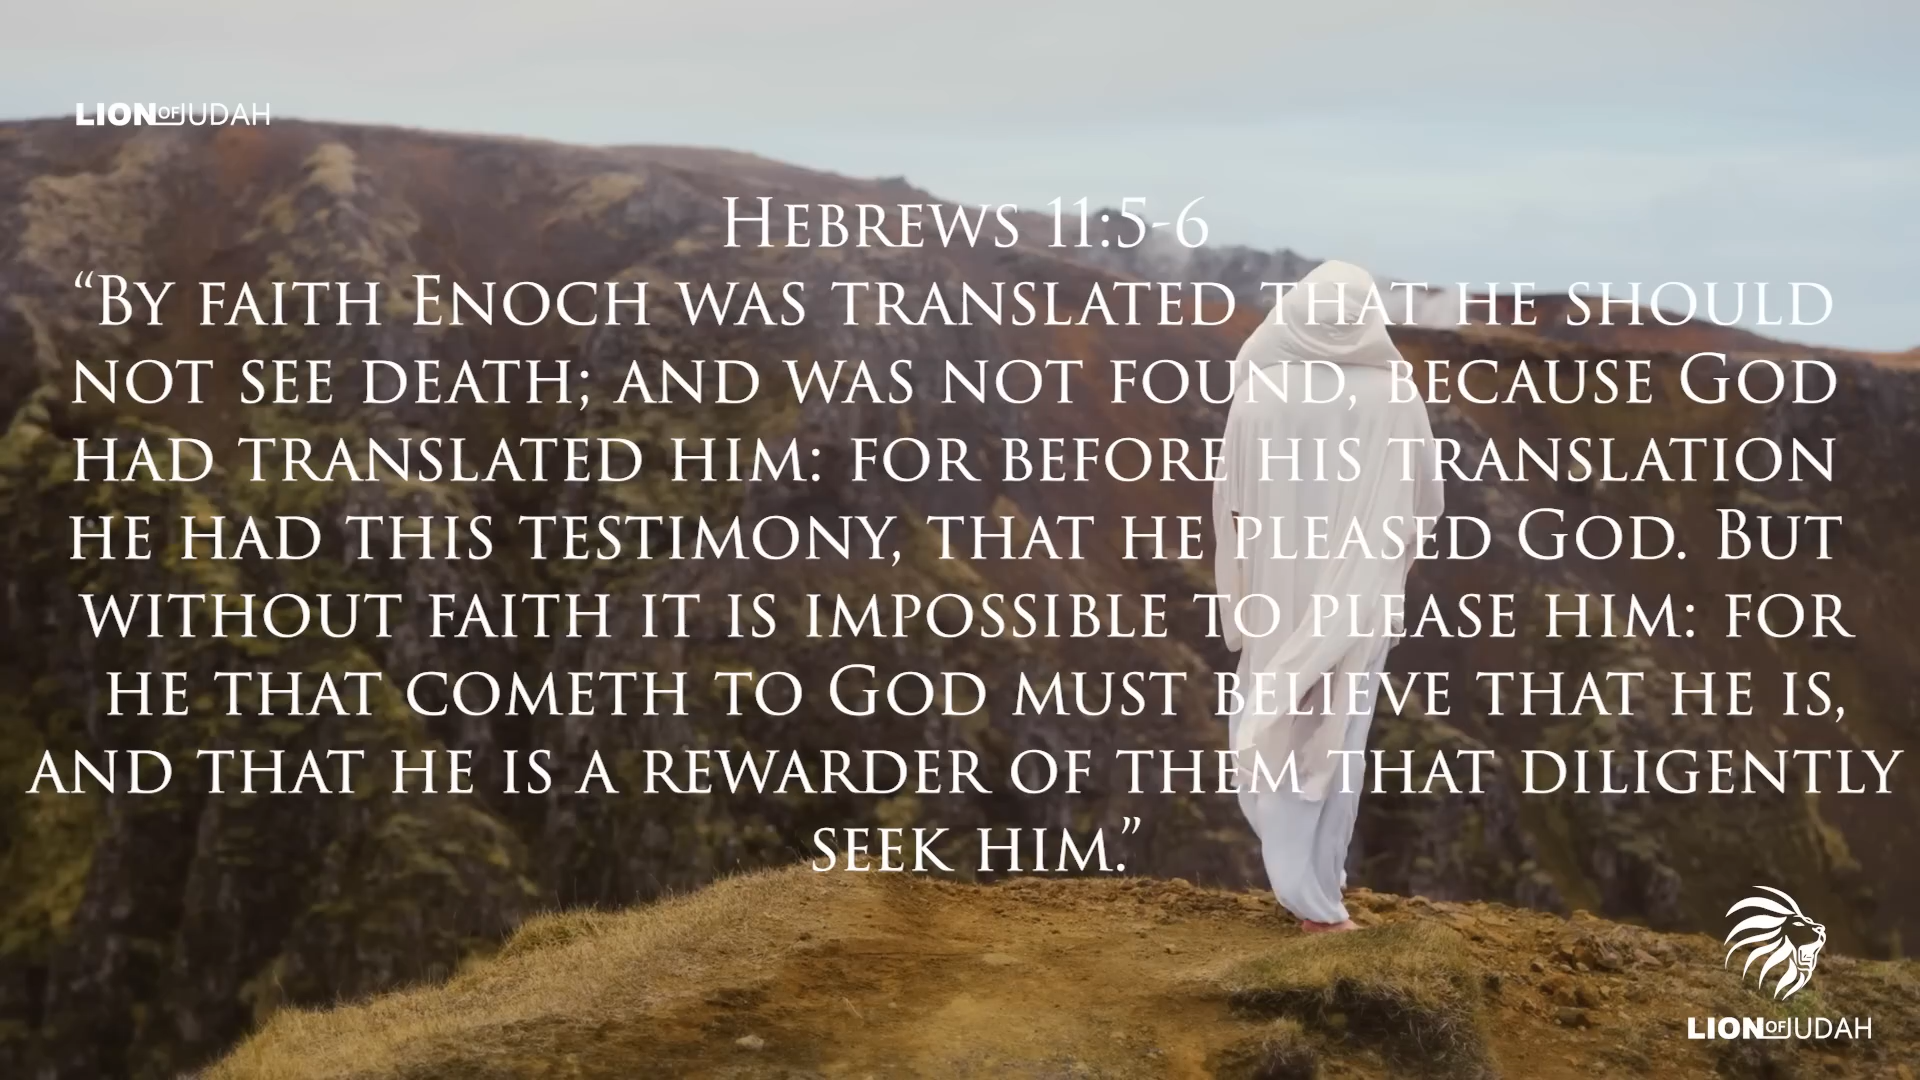 LION OF JUDAH
Hebrews 11:5-6
“By faith Enoch was translated that he should
not see death; and was not found, because God
had translated him: for before his translation
he had this testimony, that he pleased God. But
without faith it is impossible to please him: for
he that cometh to God must believe that he is,
and that he is a rewarder of them that diligently
seek him.”
LION OF JUDAH